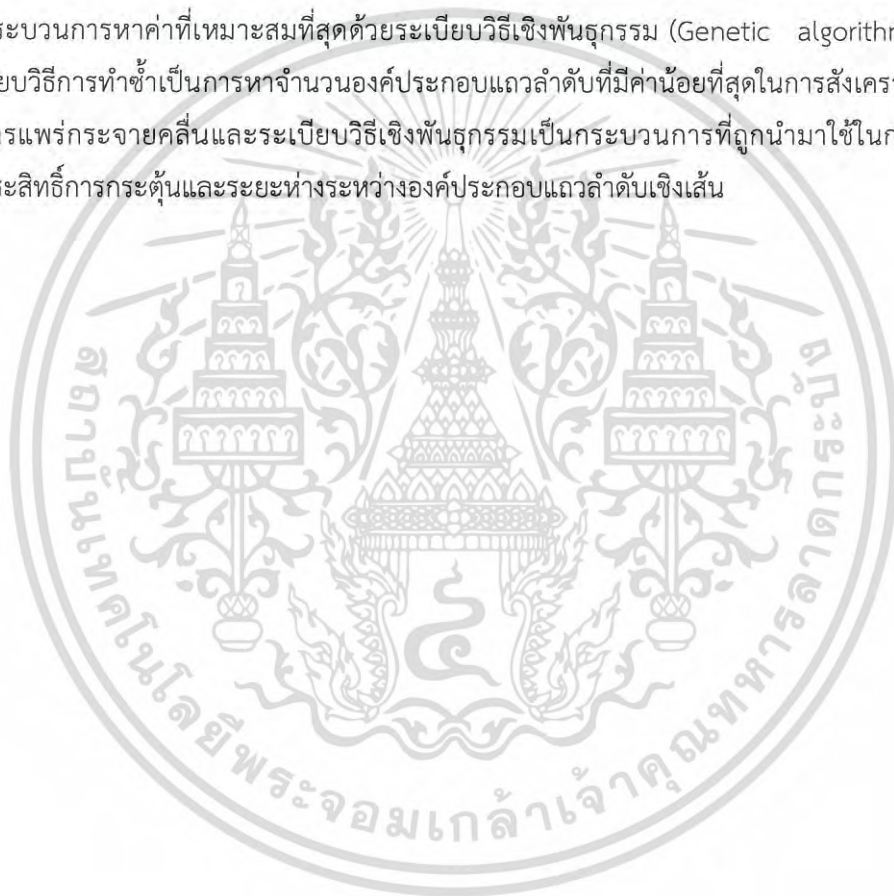 ระบวนการหาค่าที่เหมาะสมที่สุดด้วยระเบียบวิธีเชิงพันธุกรรม (Genetic algorithm
ยบวิธีการทำซ้ำเป็นการหาจำนวนองค์ประกอบแถวลำดับที่มีค่าน้อยที่สุดในการสังเครา
ารแพร่กระจายคลื่นและระเบียบวิธีเชิงพันธุกรรมเป็นกระบวนการที่ถูกนำมาใช้ในก
ระสิทธิ์การกระตุ้นและระยะห่างระหว่างองค์ประกอบแถวลำดับเชิงเส้น
สถาบันเทคโนโลยีพระจอมเกล้าเจ้าคุณทหารลาดกระบัง